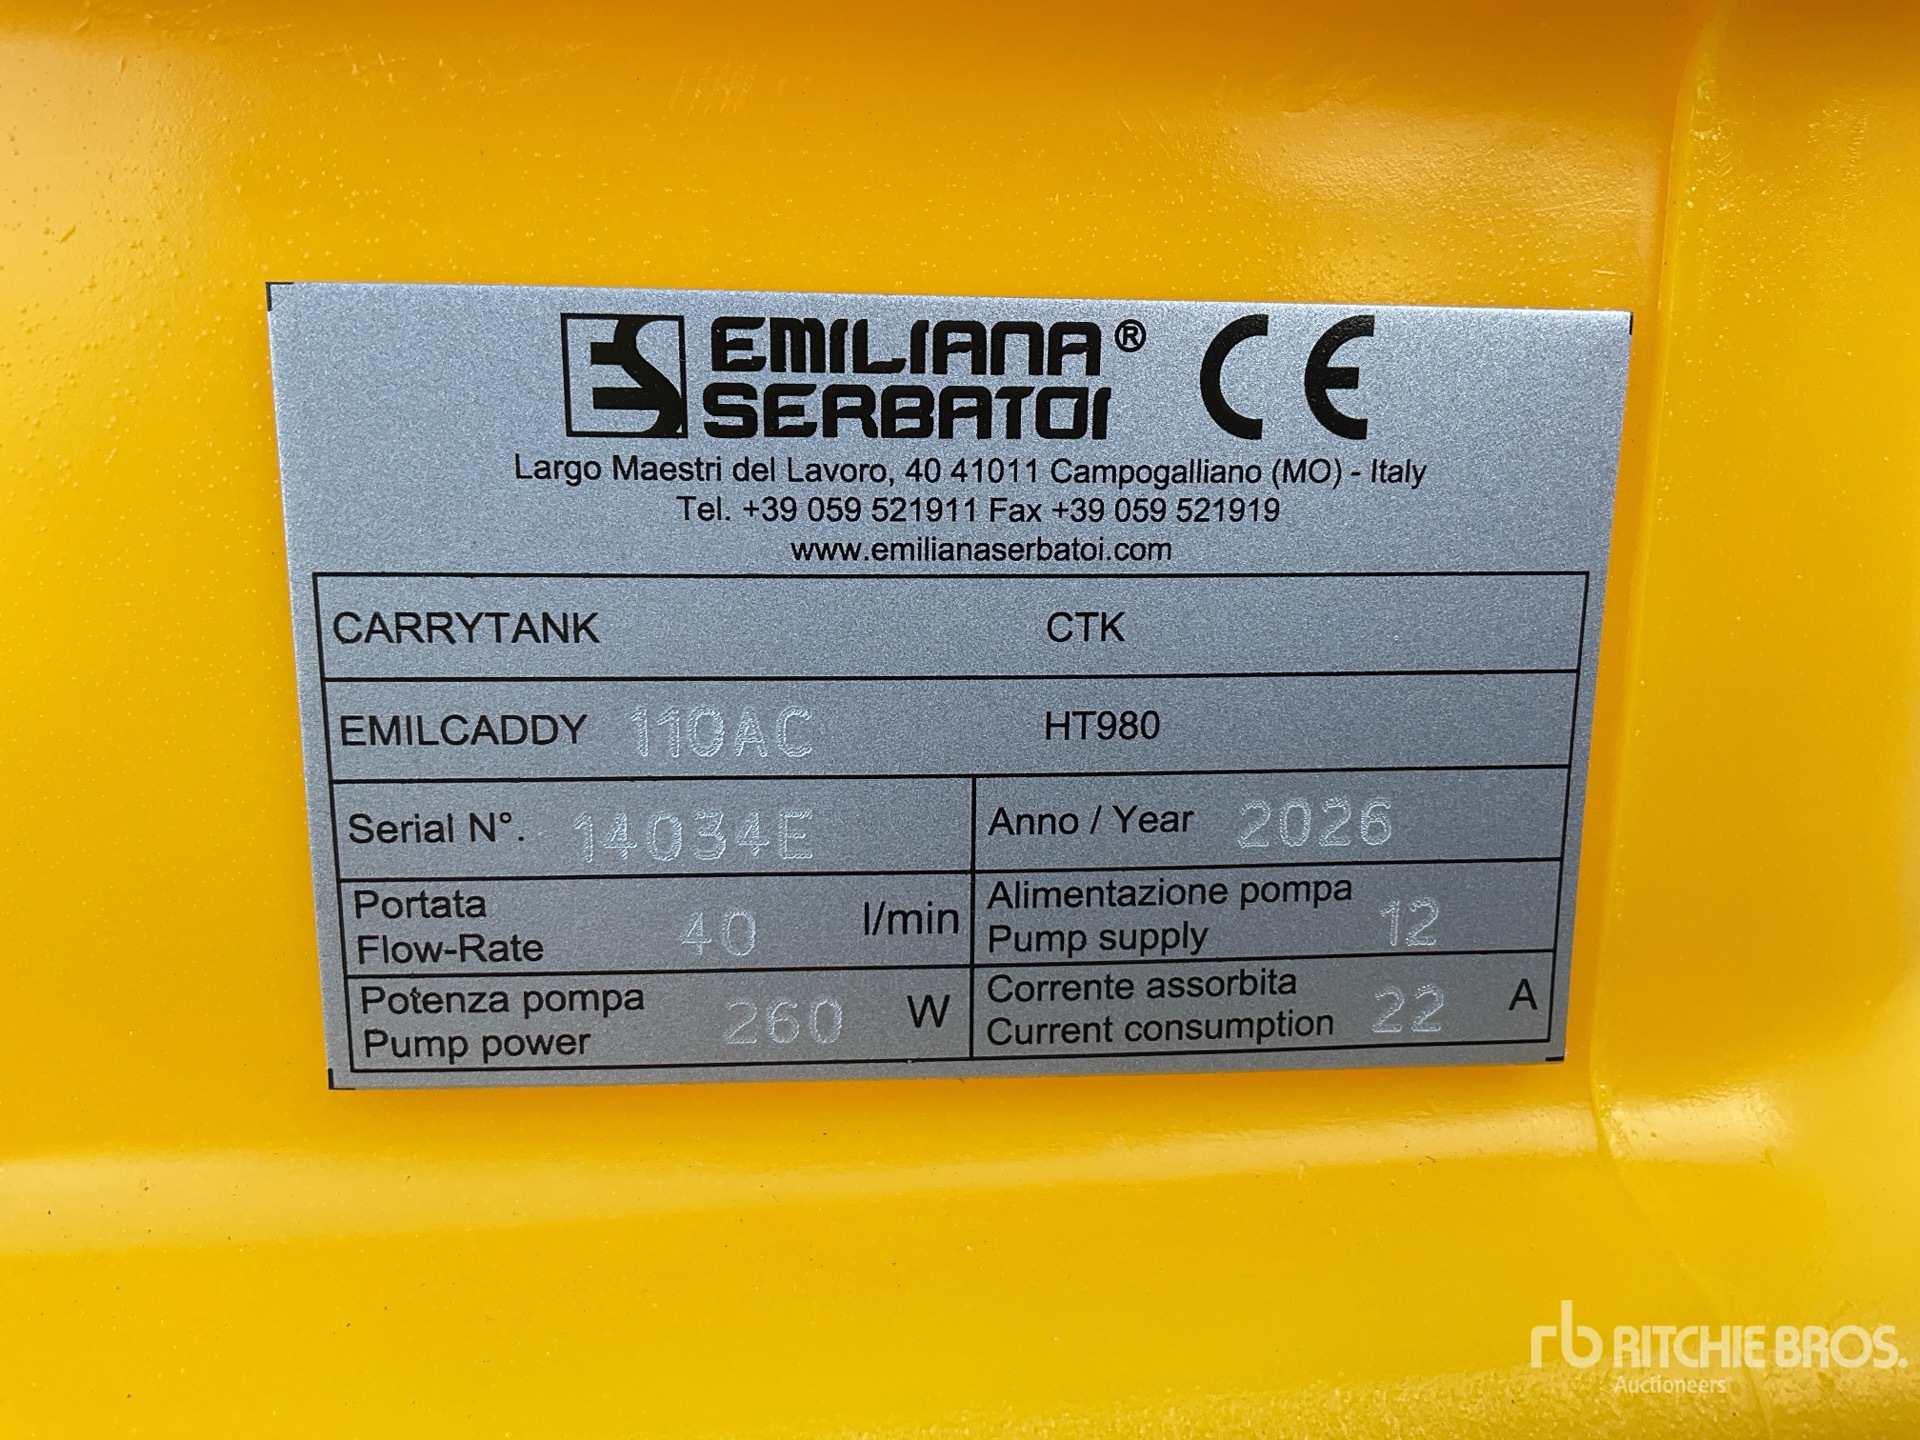 EMILIANA ®
SERBATOI
CE
Largo Maestri del Lavoro, 40 41011 Campogalliano (MO) - Italy
Tel. +39 059 521911 Fax +39 059 521919
www.emilianaserbatoi.com
CARRYTANK CTK
EMILCADDY 110AC HT980
Serial N°. 14034E Anno / Year 2026
Portata
Flow-Rate 40 l/min
Alimentazione pompa
Pump supply 12
Potenza pompa
Pump power 260 W
Corrente assorbita
Current consumption 22 A
rb RITCHIE BROS.
Auctioneers